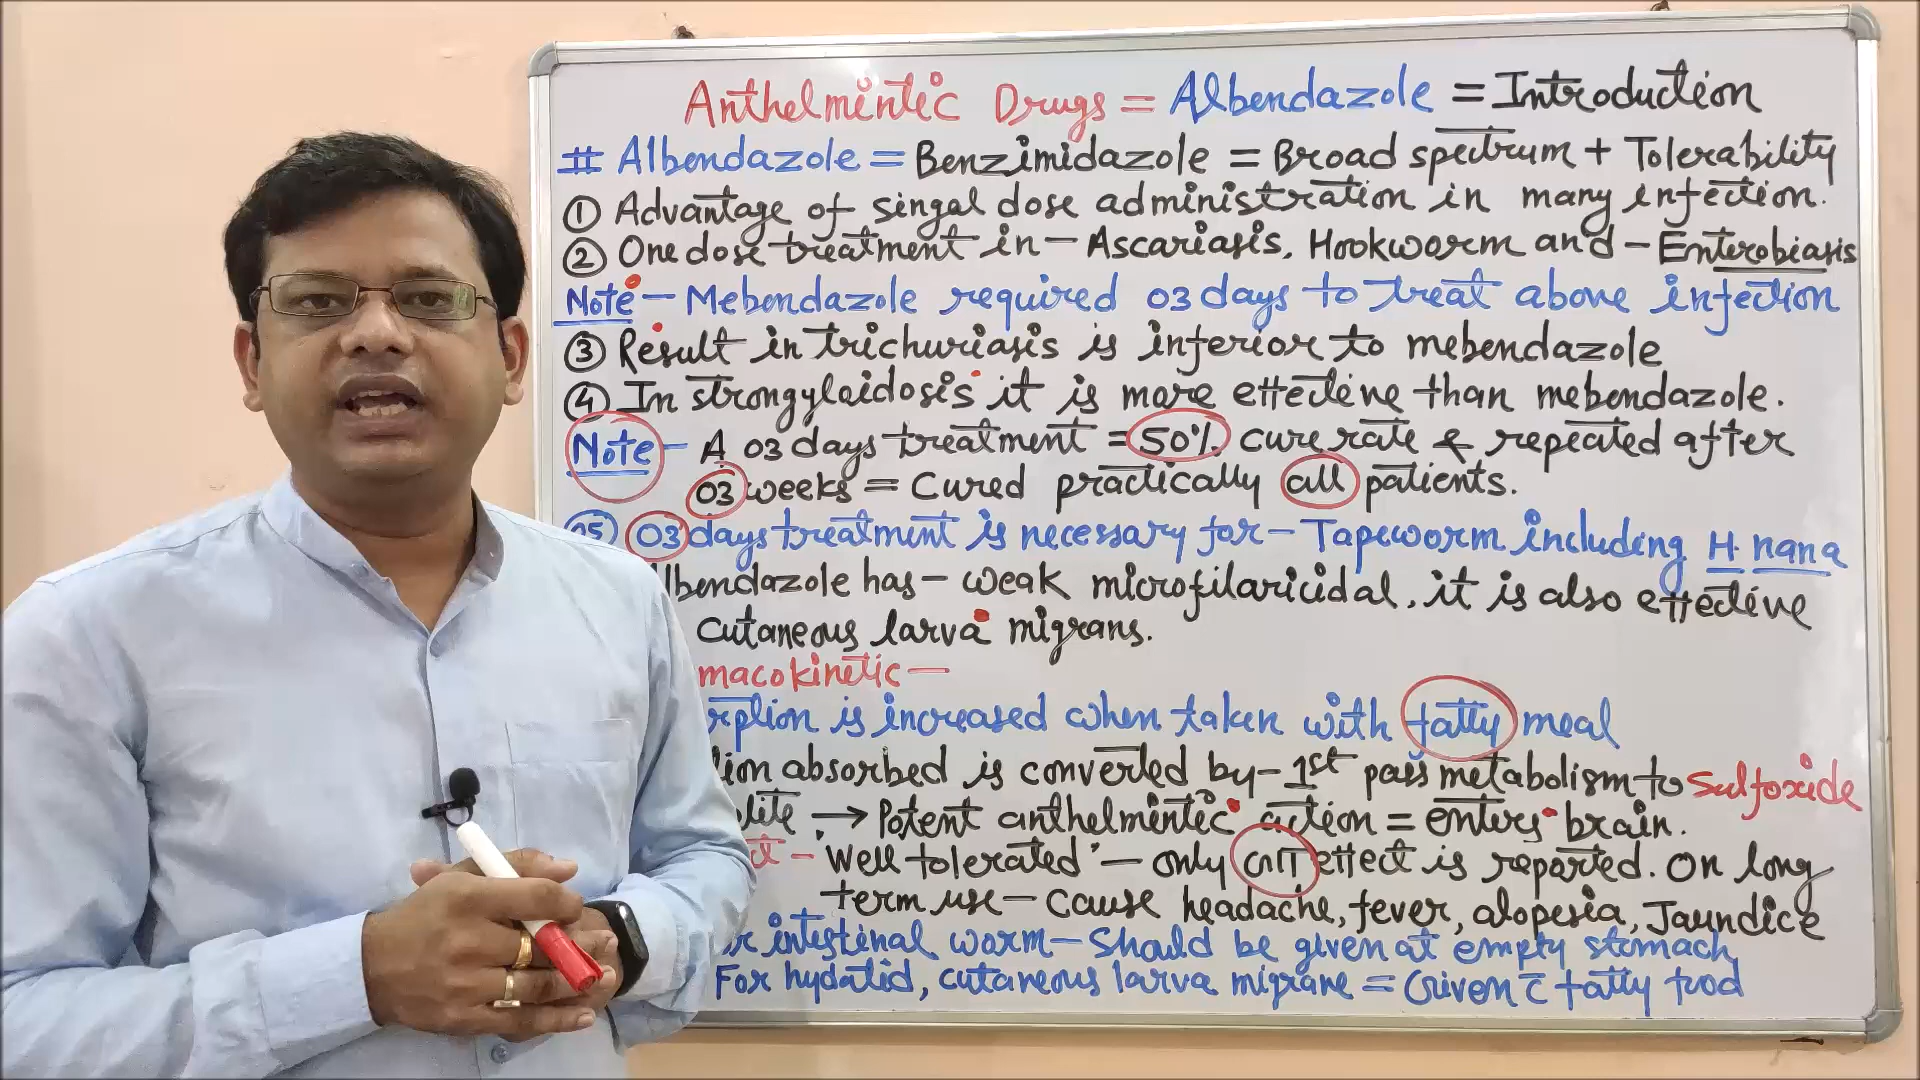 Anthelmintic Drugs = Albendazole = Introduction
# Albendazole = Benzimidazole = Broad spectrum + Tolerability
① Advantage of singal dose administration in many infection.
② One dose treatment in - Ascariasis, Hookworm and - Enterobiasis
Note - Mebendazole required 03 days to treat above infection
③ Result in trichuriasis is inferior to mebendazole
④ In strongyloidosis it is more effective than mebendazole.
Note - A 03 days treatment = 50% cure rate & repeated after
03 weeks = Cured practically all patients.
05) 03 days treatment is necessary for - Tapeworm including H nana
lbendazole has - weak microfilaricidal, it is also effective
cutaneous larva migrans.
macokinetic -
rption is increased when taken with fatty meal
tion absorbed is converted by - 1st pass metabolism to Sulfoxide
olite → Potent anthelmintic action = enters brain.
ct - 'Well tolerated' - only GIT effect is reported. On long
term use - cause headache, fever, alopesia, Jaundice
or intestinal worm - should be given at empty stomach
For hydatid, cutaneous larva migrane = Given c̄ fatty food